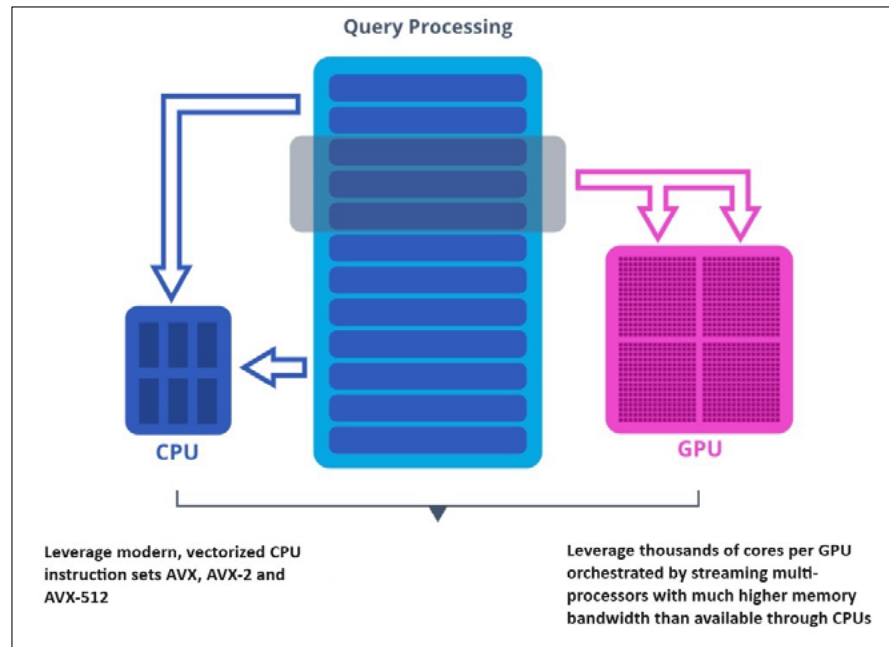 Query Processing
CPU
GPU
Leverage modern, vectorized CPU
instruction sets AVX, AVX-2 and
AVX-512
Leverage thousands of cores per GPU
orchestrated by streaming multi-
processors with much higher memory
bandwidth than available through CPUs